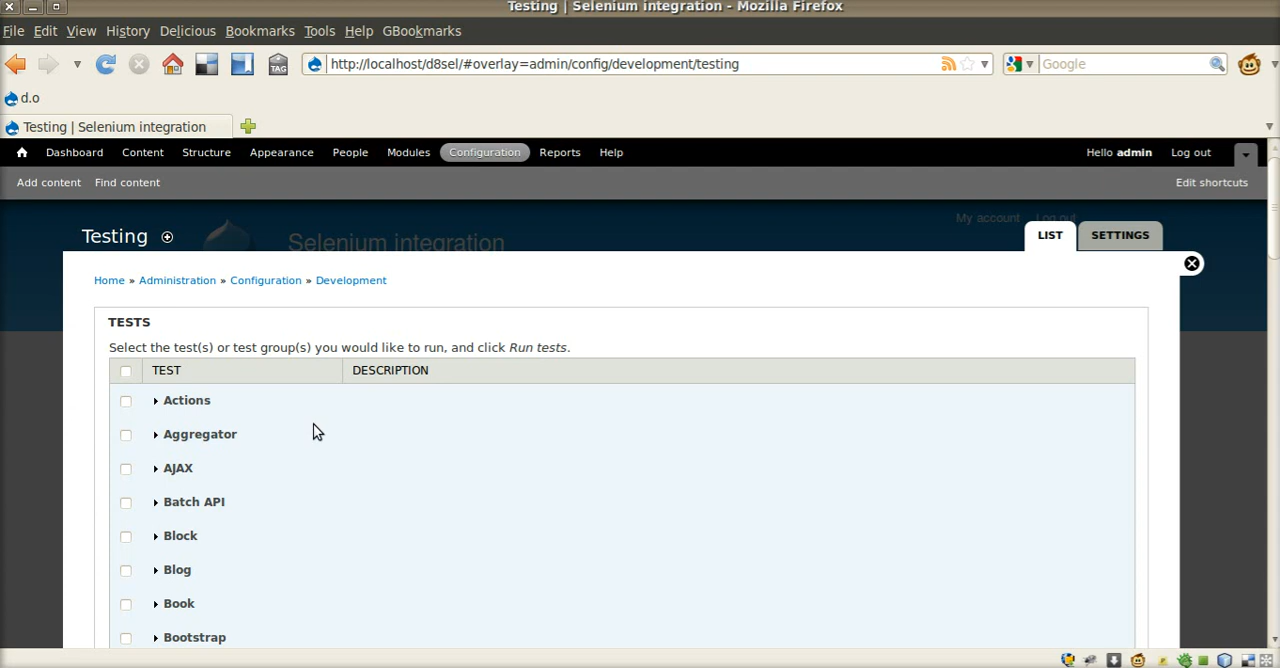 Testing | Selenium integration - Mozilla Firefox
File Edit View History Delicious Bookmarks Tools Help GBookmarks
TAG http://localhost/d8sel/#overlay=admin/config/development/testing Google
d.o
Testing | Selenium integration
Dashboard Content Structure Appearance People Modules Configuration Reports Help Hello admin Log out
Add content Find content Edit shortcuts
My account Log out
Testing Selenium integration LIST SETTINGS
Home » Administration » Configuration » Development
TESTS
Select the test(s) or test group(s) you would like to run, and click Run tests.
TEST DESCRIPTION
Actions
Aggregator
AJAX
Batch API
Block
Blog
Book
Bootstrap